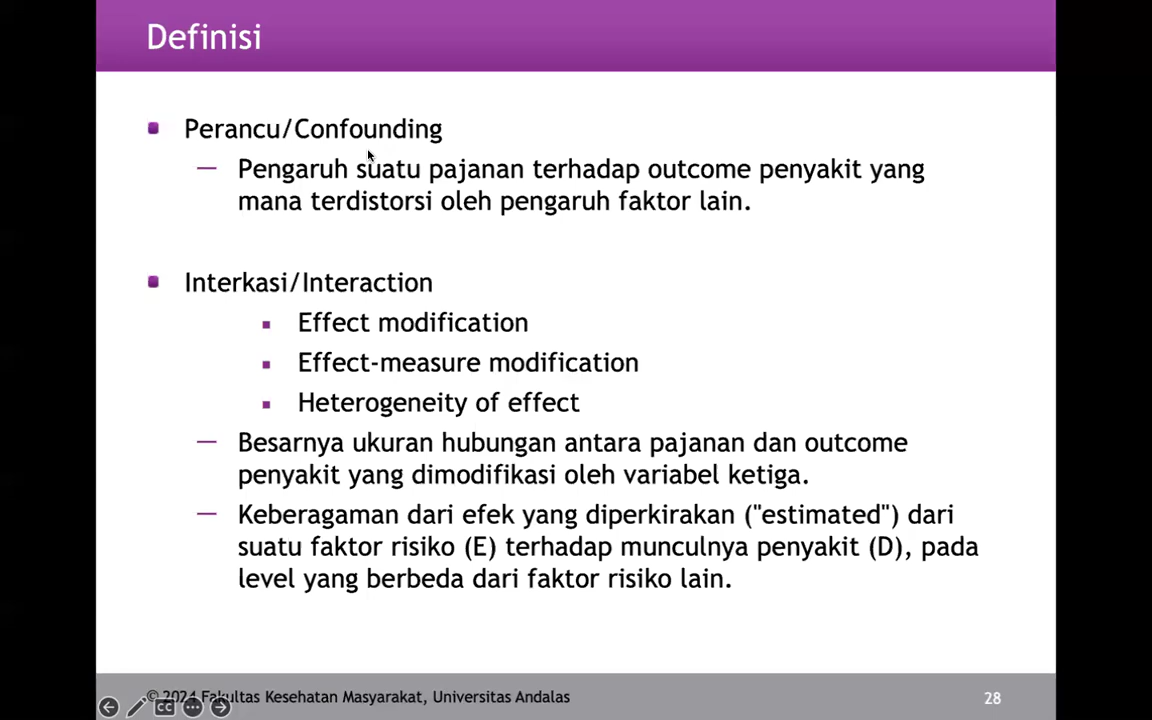 Definisi
Perancu/Confounding
— Pengaruh suatu pajanan terhadap outcome penyakit yang
mana terdistorsi oleh pengaruh faktor lain.
Interkasi/Interaction
Effect modification
Effect-measure modification
Heterogeneity of effect
— Besarnya ukuran hubungan antara pajanan dan outcome
penyakit yang dimodifikasi oleh variabel ketiga.
— Keberagaman dari efek yang diperkirakan ("estimated") dari
suatu faktor risiko (E) terhadap munculnya penyakit (D), pada
level yang berbeda dari faktor risiko lain.
© 2024 Fakultas Kesehatan Masyarakat, Universitas Andalas
28
CC